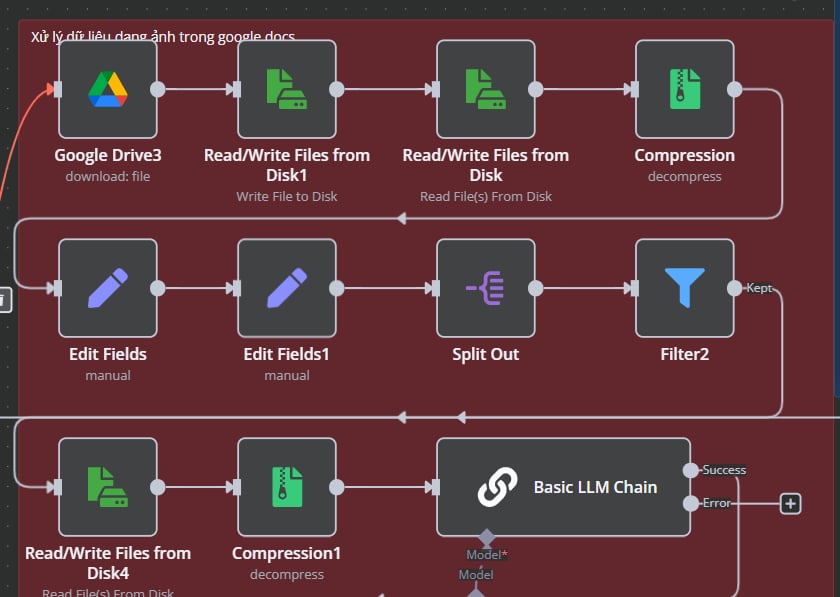 Xử lý dữ liệu dạng ảnh trong google docs
Google Drive3
download: file
Read/Write Files from
Disk1
Write File to Disk
Read/Write Files from
Disk
Read File(s) From Disk
Compression
decompress
Edit Fields
manual
Edit Fields1
manual
Split Out
Filter2
Kept
Read/Write Files from
Disk4
Read File(s) From Disk
Compression1
decompress
Basic LLM Chain
Success
Error
Model*
Model